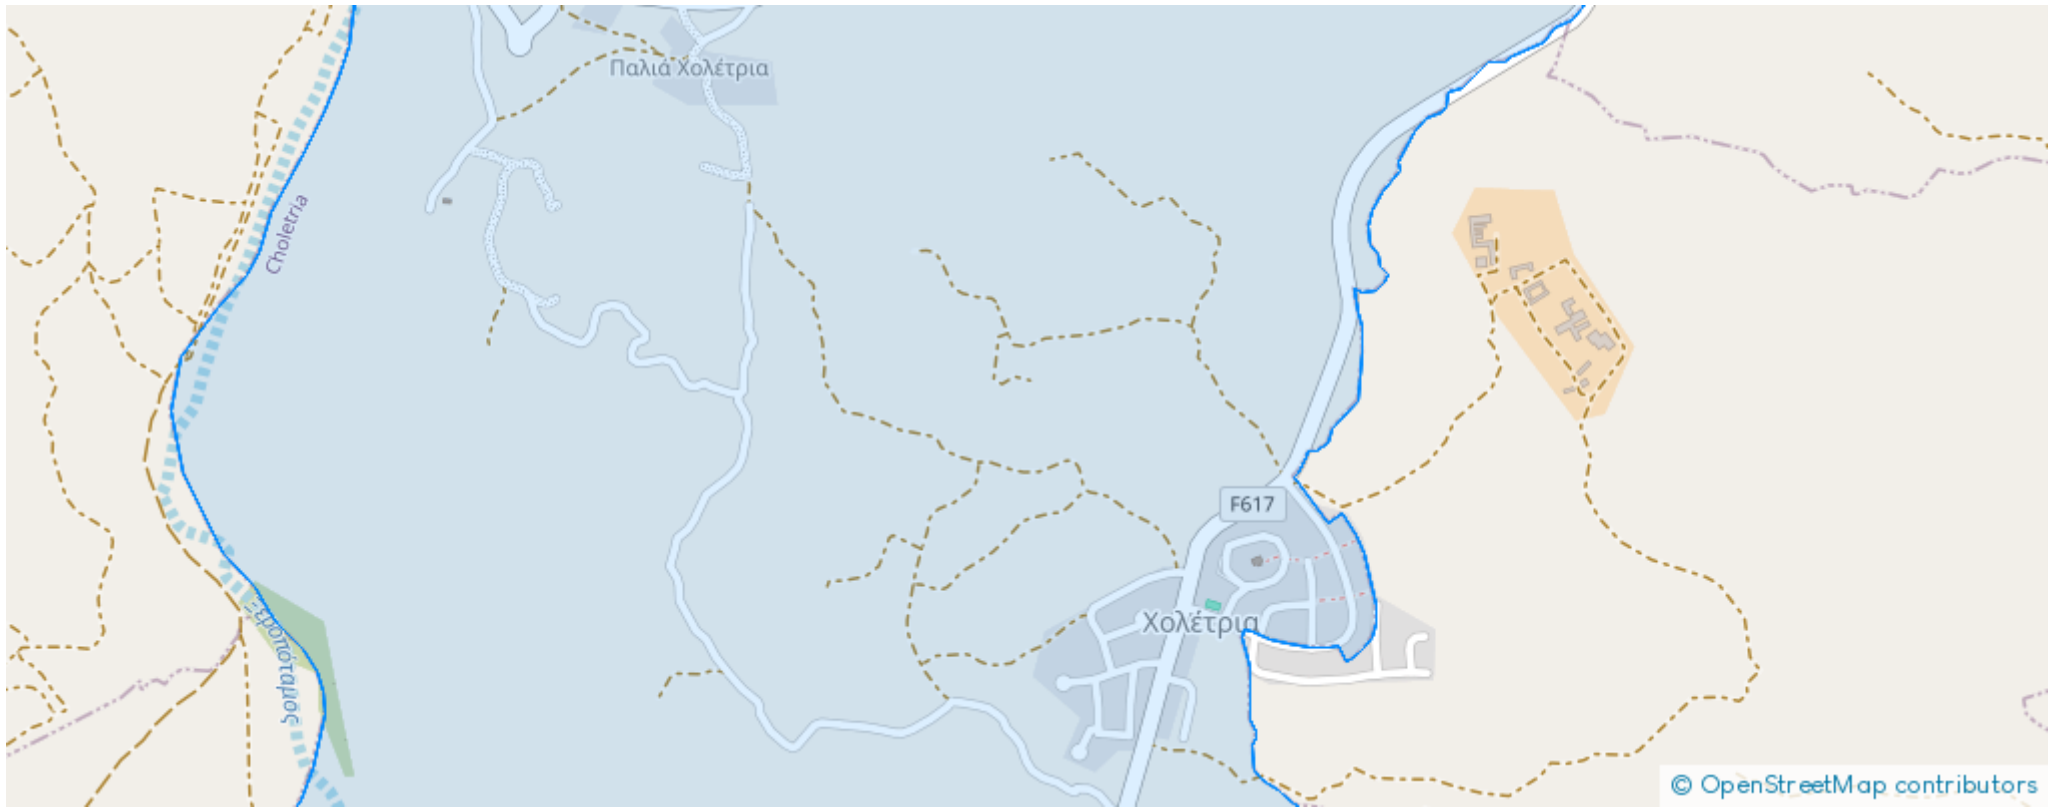 Παλιά Χολέτρια
Choletria
F617
Χολέτρια
Ξεροπόταμος
© OpenStreetMap contributors